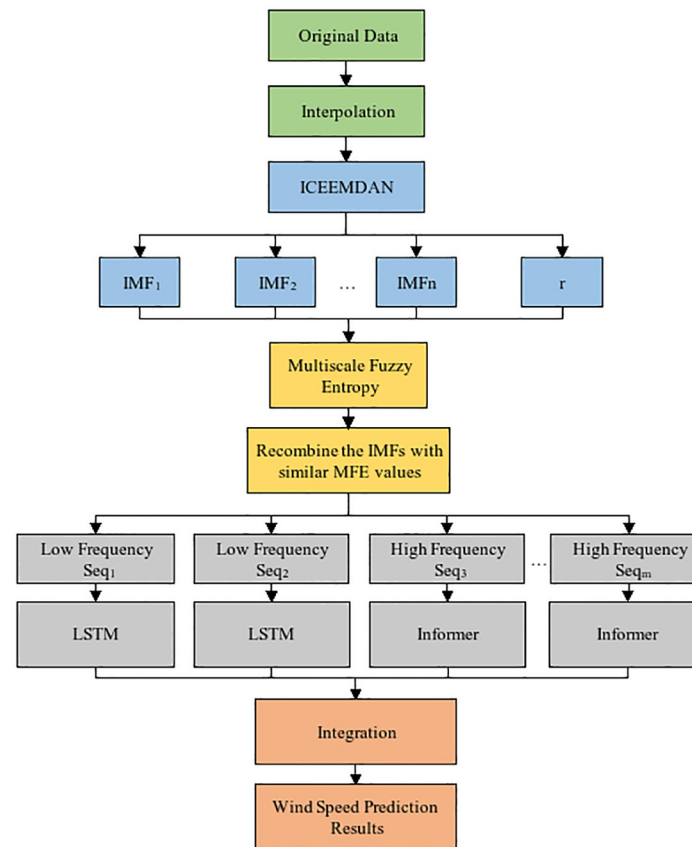 Original Data
Interpolation
ICEEMDAN
IMF₁
IMF₂
...
IMFn
r
Multiscale Fuzzy
Entropy
Recombine the IMFs with
similar MFE values
Low Frequency
Seq₁
Low Frequency
Seq₂
High Frequency
Seq₃
...
High Frequency
Seqₘ
LSTM
LSTM
Informer
Informer
Integration
Wind Speed Prediction
Results